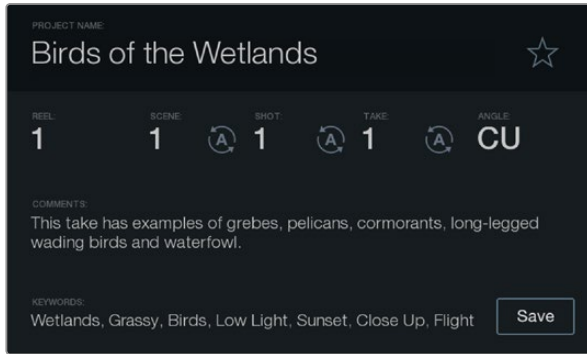 PROJECT NAME:
Birds of the Wetlands
REEL: SCENE: SHOT: TAKE: ANGLE:
1 1 A 1 A 1 A CU
COMMENTS:
This take has examples of grebes, pelicans, cormorants, long-legged
wading birds and waterfowl.
KEYWORDS:
Wetlands, Grassy, Birds, Low Light, Sunset, Close Up, Flight
Save